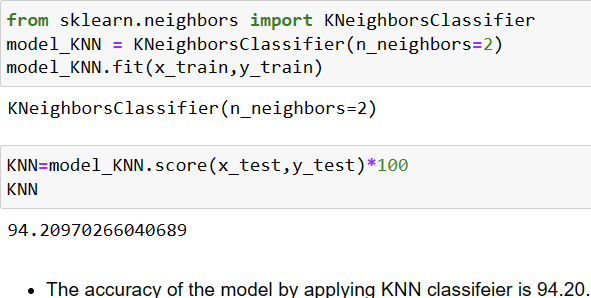 from sklearn.neighbors import KNeighborsClassifier
model_KNN = KNeighborsClassifier(n_neighbors=2)
model_KNN.fit(x_train,y_train)
KNeighborsClassifier(n_neighbors=2)
KNN=model_KNN.score(x_test,y_test)*100
KNN
94.20970266040689
• The accuracy of the model by applying KNN classifeier is 94.20.